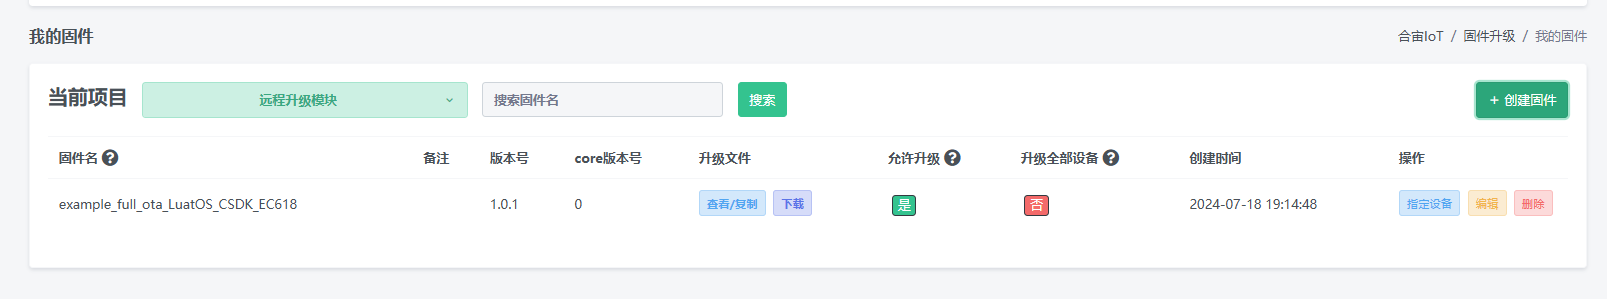 我的固件
合宙IoT / 固件升级 / 我的固件
当前项目 远程升级模块 搜索固件名 搜索 + 创建固件
固件名 备注 版本号 core版本号 升级文件 允许升级 升级全部设备 创建时间 操作
example_full_ota_LuatOS_CSDK_EC618 1.0.1 0 查看/复制 下载 是 否 2024-07-18 19:14:48 指定设备 编辑 删除